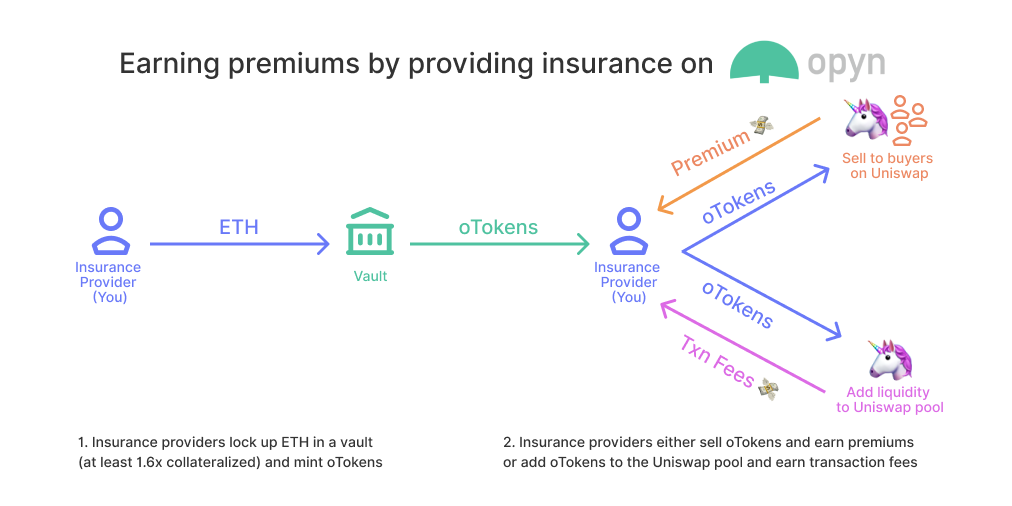 Earning premiums by providing insurance on opyn
Premium
Sell to buyers
on Uniswap
oTokens
ETH
oTokens
Insurance
Provider
(You)
Vault
Insurance
Provider
(You)
oTokens
Txn Fees
Add liquidity
to Uniswap pool
1. Insurance providers lock up ETH in a vault
(at least 1.6x collateralized) and mint oTokens
2. Insurance providers either sell oTokens and earn premiums
or add oTokens to the Uniswap pool and earn transaction fees